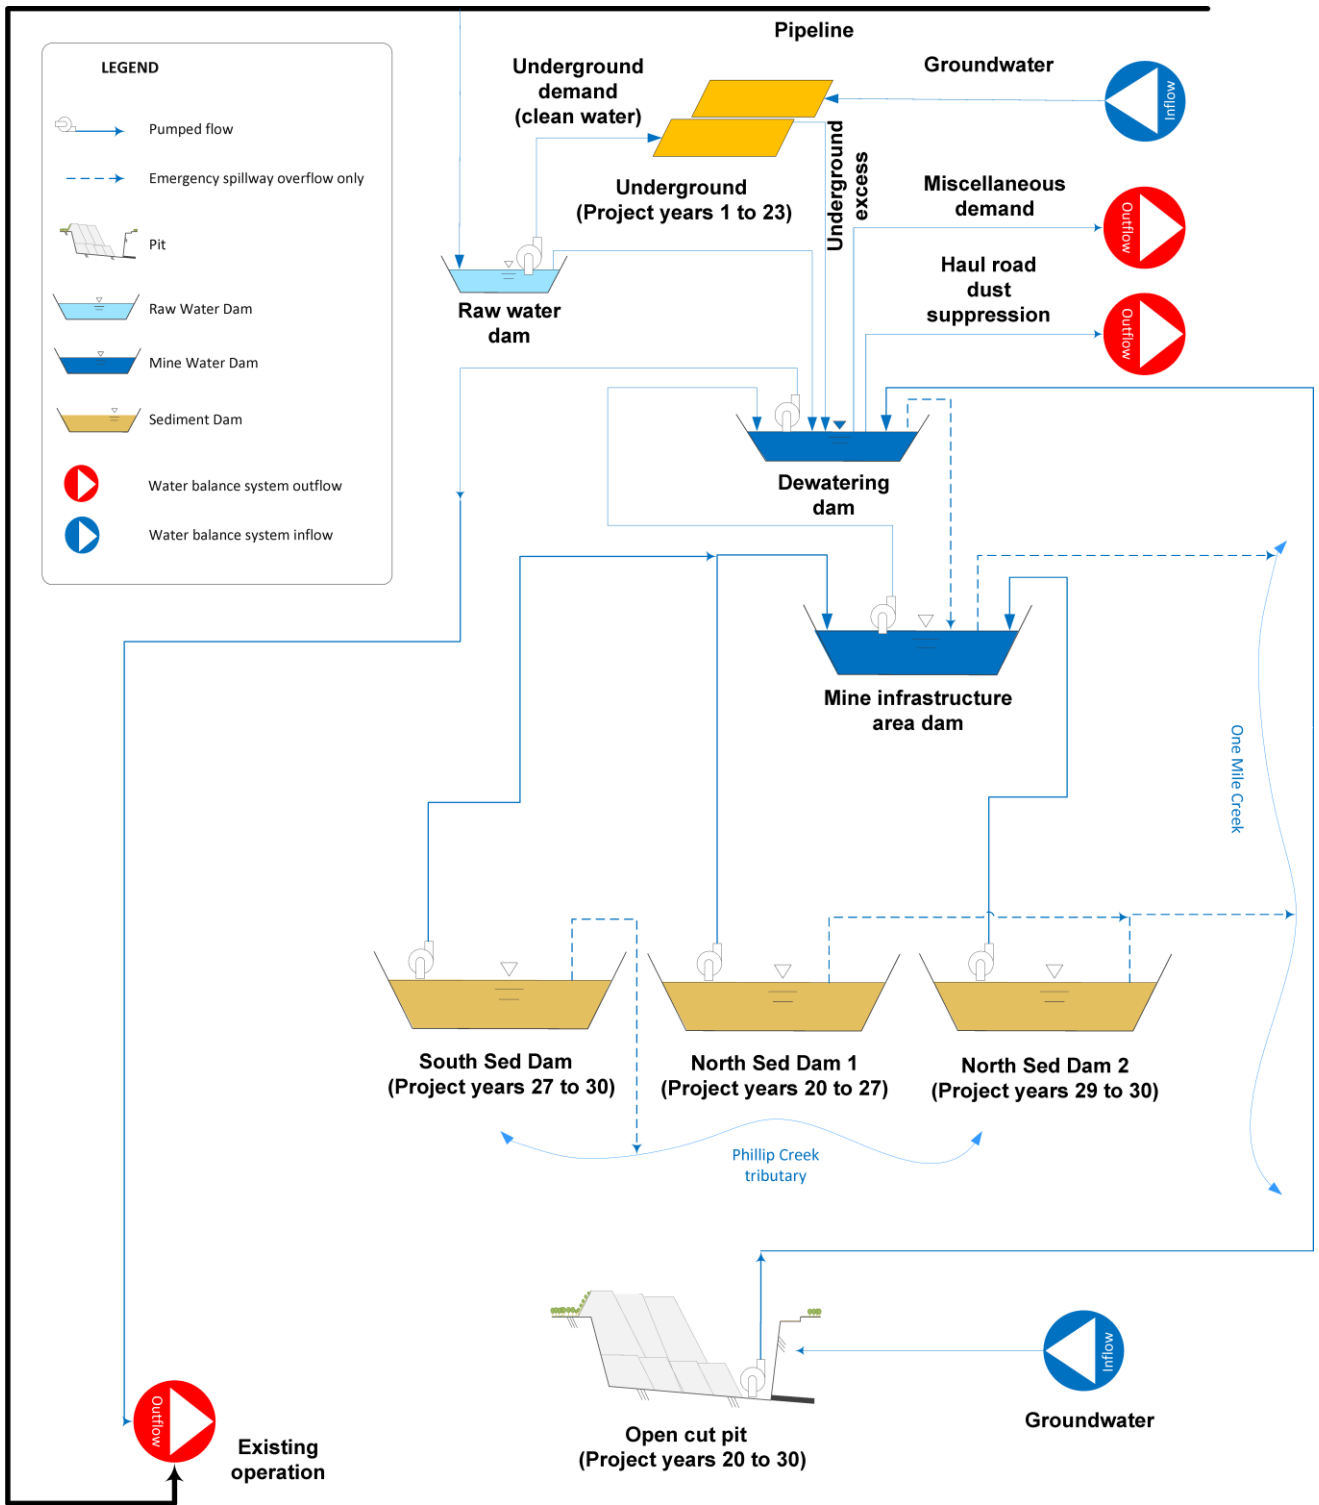 Pipeline
LEGEND
Pumped flow
Emergency spillway overflow only
Pit
Raw Water Dam
Mine Water Dam
Sediment Dam
Water balance system outflow
Water balance system inflow
Underground
demand
(clean water)
Groundwater
Inflow
Underground
(Project years 1 to 23)
Underground
excess
Miscellaneous
demand
Outflow
Haul road
dust
suppression
Outflow
Raw water
dam
Dewatering
dam
Mine infrastructure
area dam
One Mile Creek
South Sed Dam
(Project years 27 to 30)
North Sed Dam 1
(Project years 20 to 27)
North Sed Dam 2
(Project years 29 to 30)
Phillip Creek
tributary
Inflow
Groundwater
Open cut pit
(Project years 20 to 30)
Outflow
Existing
operation